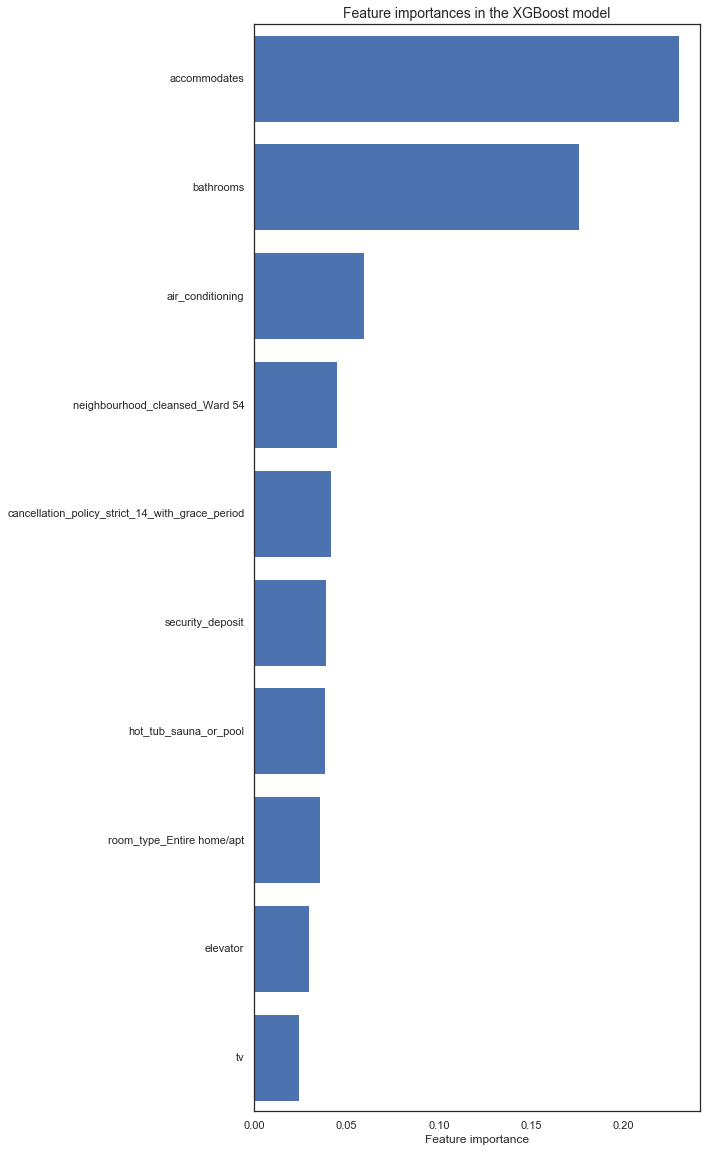 Feature importances in the XGBoost model
accommodates
bathrooms
air_conditioning
neighbourhood_cleansed_Ward 54
cancellation_policy_strict_14_with_grace_period
security_deposit
hot_tub_sauna_or_pool
room_type_Entire home/apt
elevator
tv
0.00 0.05 0.10 0.15 0.20
Feature importance